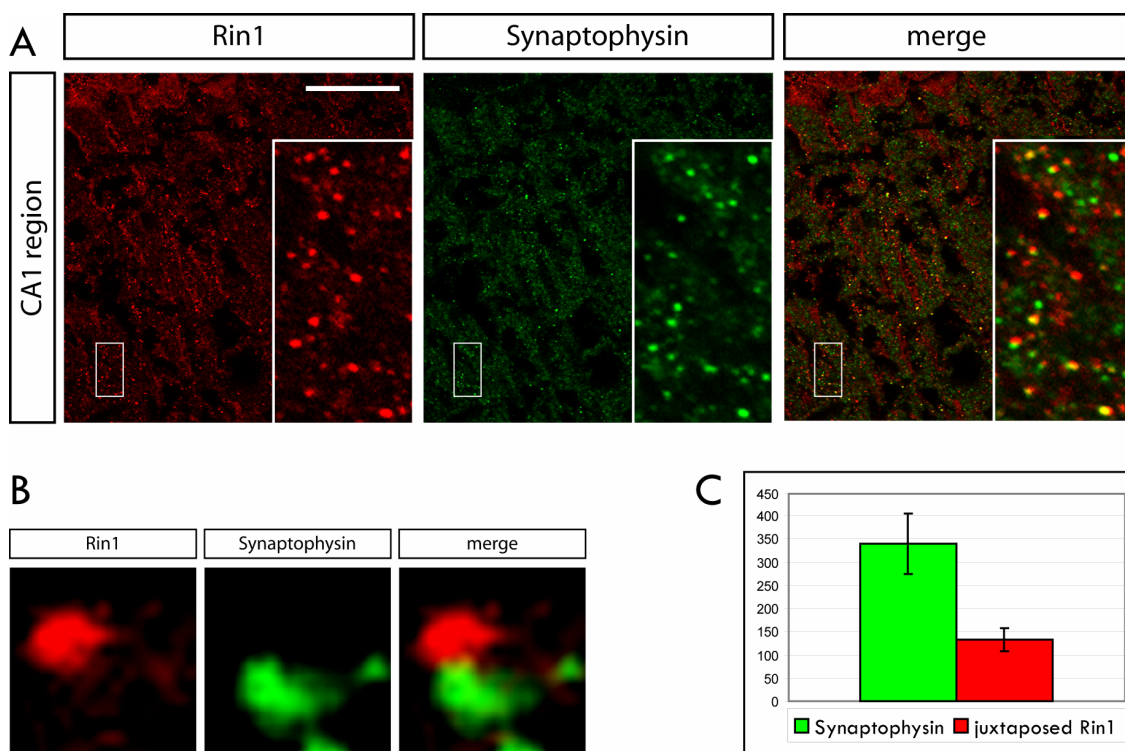 A
Rin1
Synaptophysin
merge
CA1 region
B
Rin1
Synaptophysin
merge
C
450
400
350
300
250
200
150
100
50
0
Synaptophysin juxtaposed Rin1